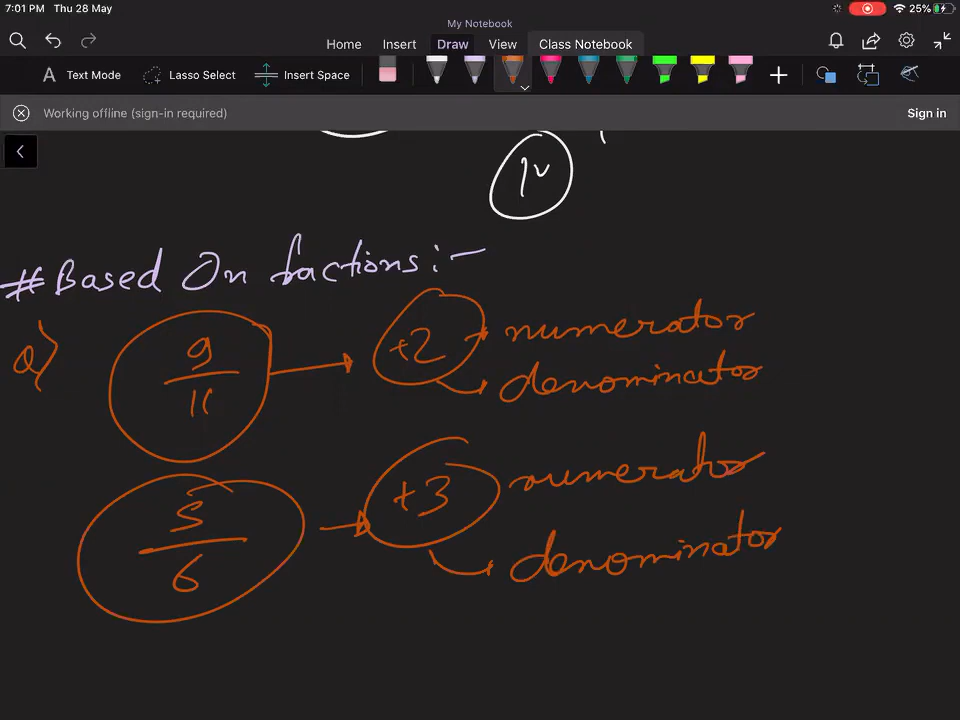 7:01 PM Thu 28 May
25%
My Notebook
Home Insert Draw View Class Notebook
A Text Mode Lasso Select Insert Space
Working offline (sign-in required) Sign in
#Based On factions:-
Q)
9
11
+2 numerator
denominator
5
6
+3 numerator
denominator